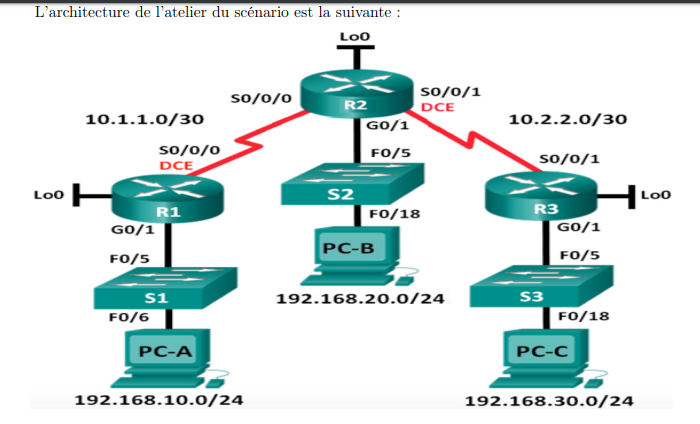 L'architecture de l'atelier du scénario est la suivante :
Lo0
S0/0/0
R2
S0/0/1
DCE
10.1.1.0/30
G0/1
10.2.2.0/30
S0/0/0
DCE
F0/5
S0/0/1
Lo0
R1
S2
R3
Lo0
G0/1
F0/18
G0/1
F0/5
PC-B
F0/5
S1
192.168.20.0/24
S3
F0/6
F0/18
PC-A
PC-C
192.168.10.0/24
192.168.30.0/24